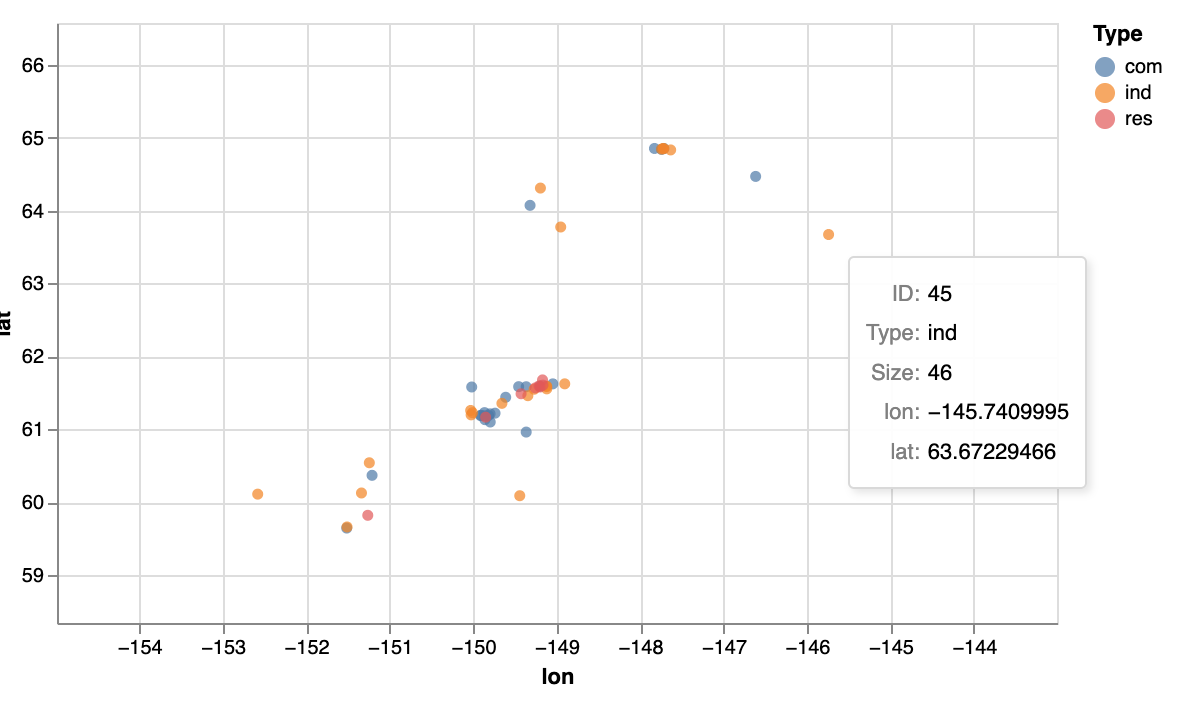 Type
com
ind
res
66
65
64
63
62
61
60
59
lat
ID: 45
Type: ind
Size: 46
lon: −145.7409995
lat: 63.67229466
−154 −153 −152 −151 −150 −149 −148 −147 −146 −145 −144
lon